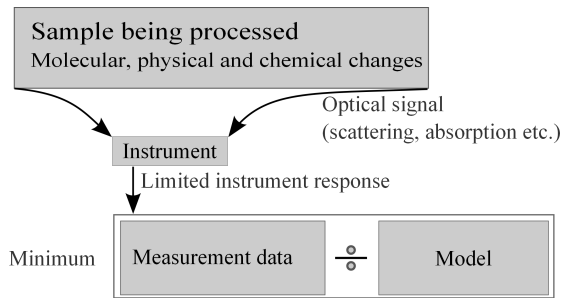 Sample being processed
Molecular, physical and chemical changes
Optical signal
(scattering, absorption etc.)
Instrument
Limited instrument response
Minimum
Measurement data
÷
Model